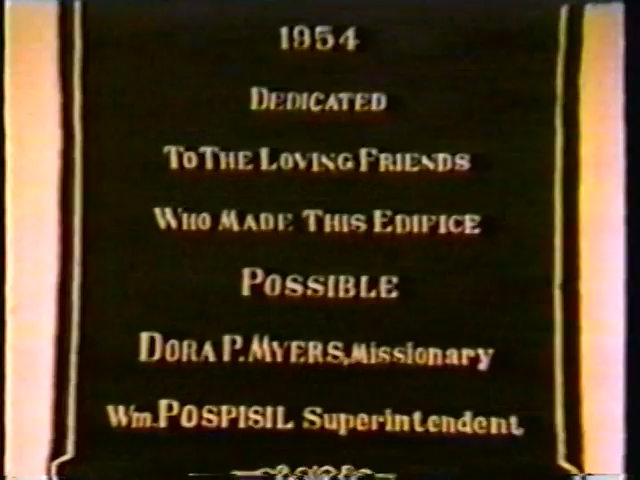 1954
DEDICATED
TO THE LOVING FRIENDS
WHO MADE THIS EDIFICE
POSSIBLE
DORA P. MYERS, Missionary
Wm. POSPISIL Superintendent